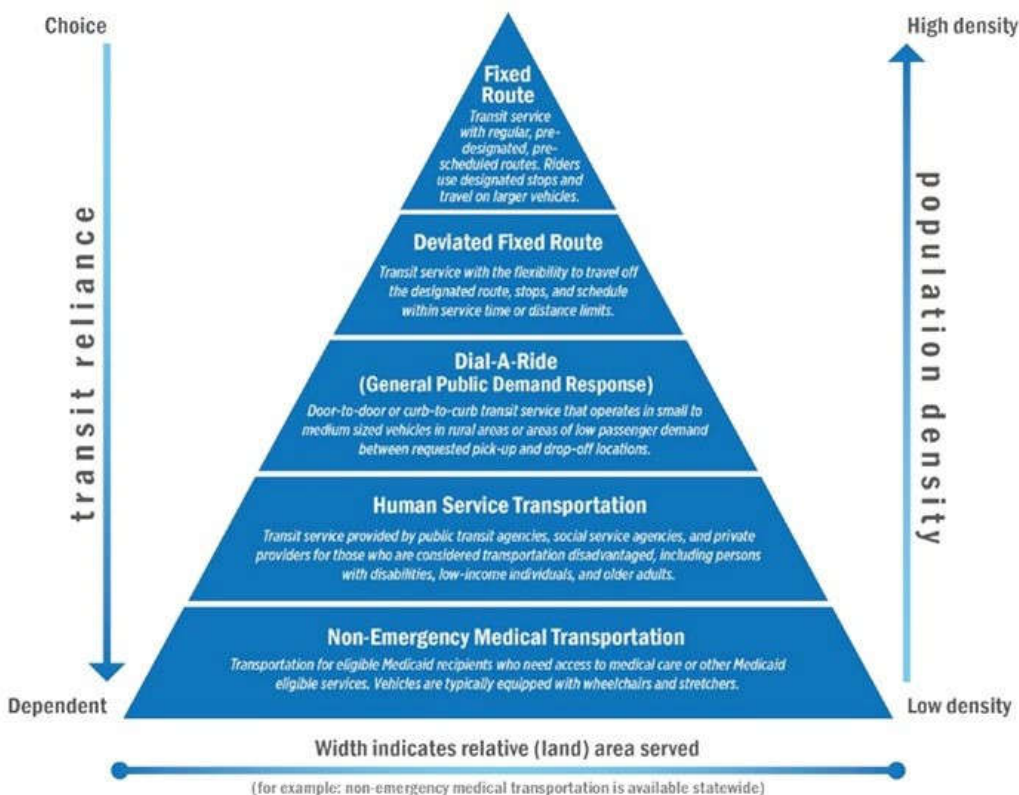 Choice
High density
Fixed
Route
Transit service
with regular, pre-
designated, pre-
scheduled routes. Riders
use designated stops and
travel on larger vehicles.
transit reliance
population density
Deviated Fixed Route
Transit service with the flexibility to travel off
the designated route, stops, and schedule
within service time or distance limits.
Dial-A-Ride
(General Public Demand Response)
Door-to-door or curb-to-curb transit service that operates in small to
medium sized vehicles in rural areas or areas of low passenger demand
between requested pick-up and drop-off locations.
Human Service Transportation
Transit service provided by public transit agencies, social service agencies, and private
providers for those who are considered transportation disadvantaged, including persons
with disabilities, low-income individuals, and older adults.
Non-Emergency Medical Transportation
Transportation for eligible Medicaid recipients who need access to medical care or other Medicaid
eligible services. Vehicles are typically equipped with wheelchairs and stretchers.
Dependent
Low density
Width indicates relative (land) area served
(for example: non-emergency medical transportation is available statewide)